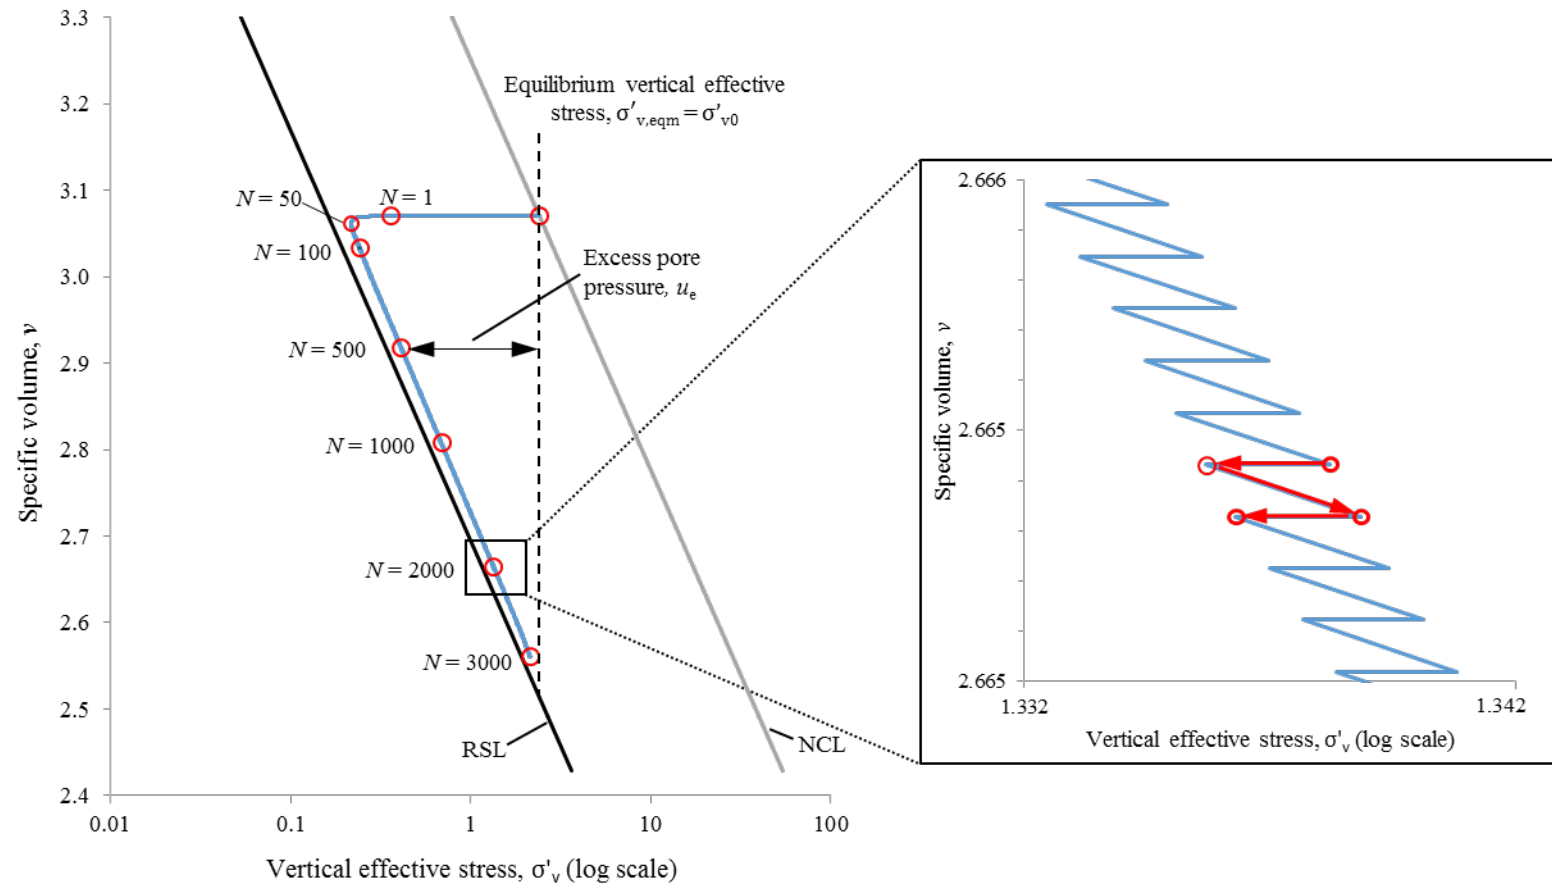 3.3
3.2
3.1
3.0
2.9
2.8
2.7
2.6
2.5
2.4
Specific volume, v
0.01
0.1
1
10
100
Vertical effective stress, σ'v (log scale)
Equilibrium vertical effective
stress, σ′v,eqm = σ'v0
N = 50
N = 1
N = 100
Excess pore
pressure, ue
N = 500
N = 1000
N = 2000
N = 3000
RSL
NCL
2.666
2.665
2.665
Specific volume, v
1.332
1.342
Vertical effective stress, σ'v (log scale)